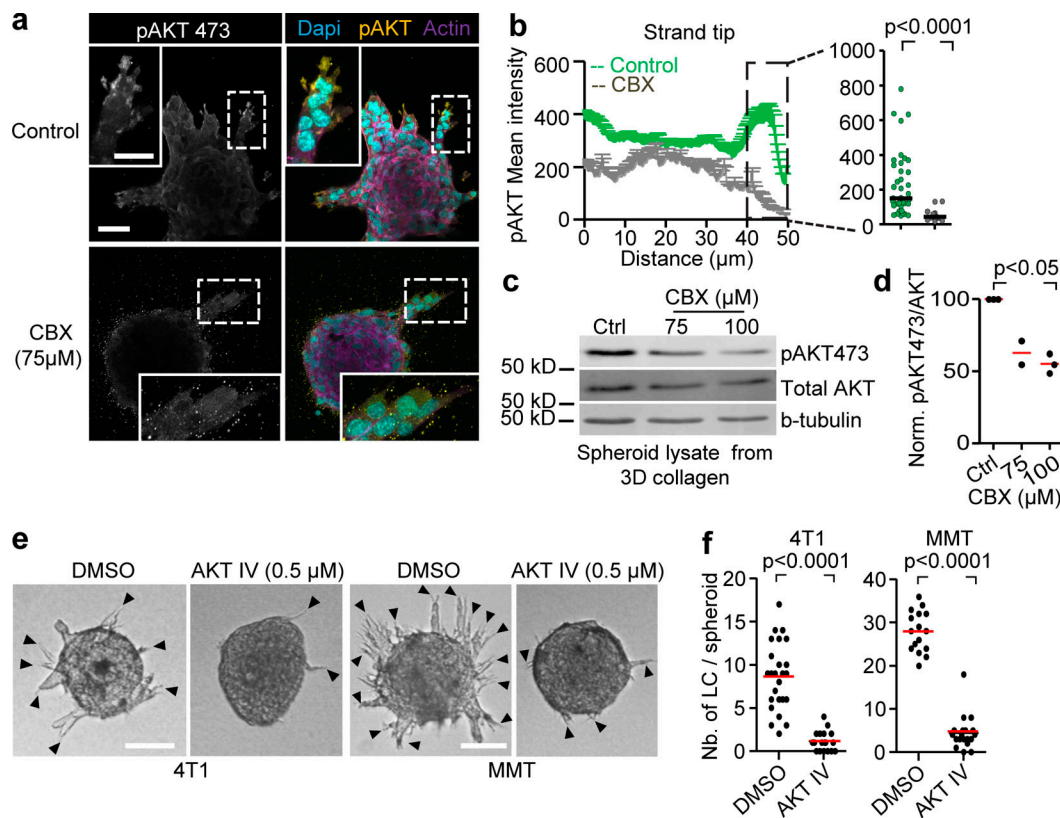 a
pAKT 473
Dapi pAKT Actin
Control
CBX
(75µM)
b
Strand tip
Control
CBX
pAKT Mean intensity
600
400
200
0
0 10 20 30 40 50
Distance (µm)
p<0.0001
1000
800
600
400
200
0
c
CBX (µM)
Ctrl 75 100
pAKT473
50 kD
Total AKT
50 kD
50 kD
b-tubulin
Spheroid lysate from
3D collagen
d
p<0.05
Norm. pAKT473/AKT
100
50
0
Ctrl 75 100
CBX (µM)
e
DMSO AKT IV (0.5 µM) DMSO AKT IV (0.5 µM)
4T1 MMT
f
4T1 MMT
p<0.0001 p<0.0001
Nb. of LC / spheroid
20
15
10
5
0
DMSO AKT IV
40
30
20
10
0
DMSO AKT IV